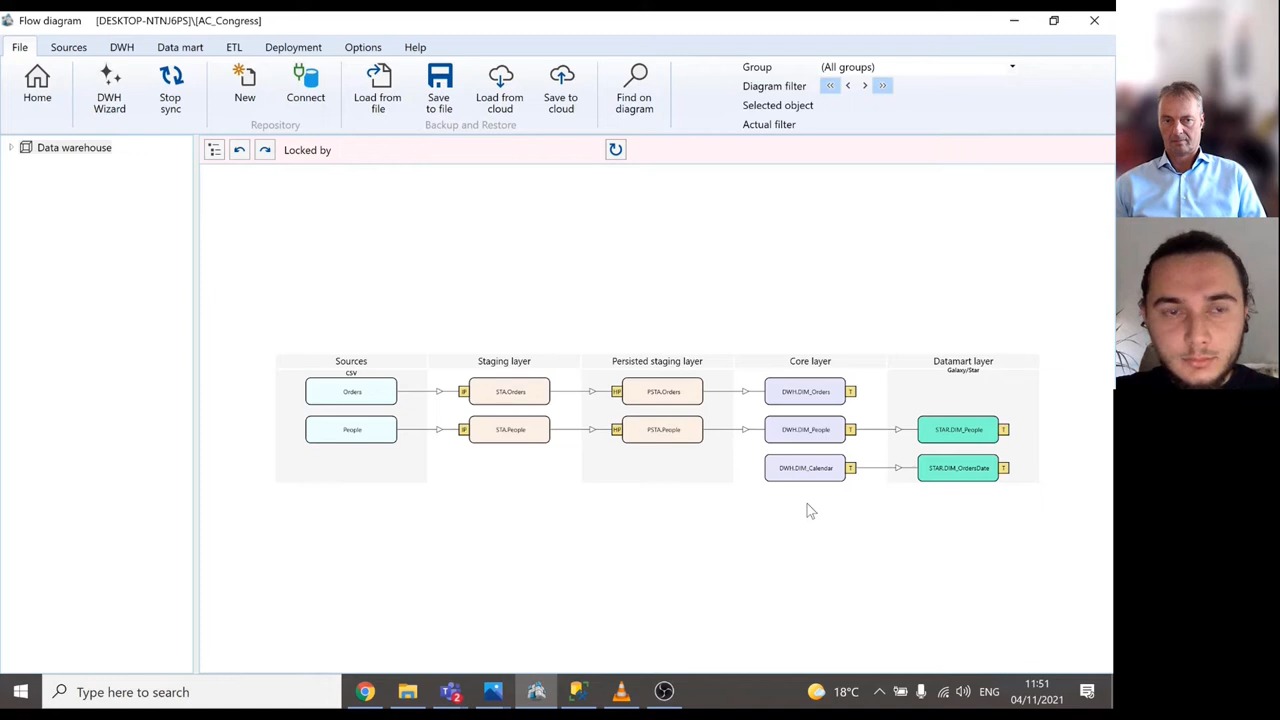 Flow diagram [DESKTOP-NTNJ6PS]\[AC_Congress]
File Sources DWH Data mart ETL Deployment Options Help
Home
DWH Wizard
Stop sync
New
Connect
Repository
Load from file
Save to file
Load from cloud
Save to cloud
Backup and Restore
Find on diagram
Group (All groups)
Diagram filter
Selected object
Actual filter
Data warehouse
Locked by
Sources Staging layer Persisted staging layer Core layer Datamart layer
CSV Galaxy/Star
Orders IP STA.Orders HP PSTA.Orders DWH.DIM_Orders T
People IP STA.People HP PSTA.People DWH.DIM_People T STAR.DIM_People T
DWH.DIM_Calendar T STAR.DIM_OrdersDate T
Type here to search
2
18°C
ENG
11:51
04/11/2021